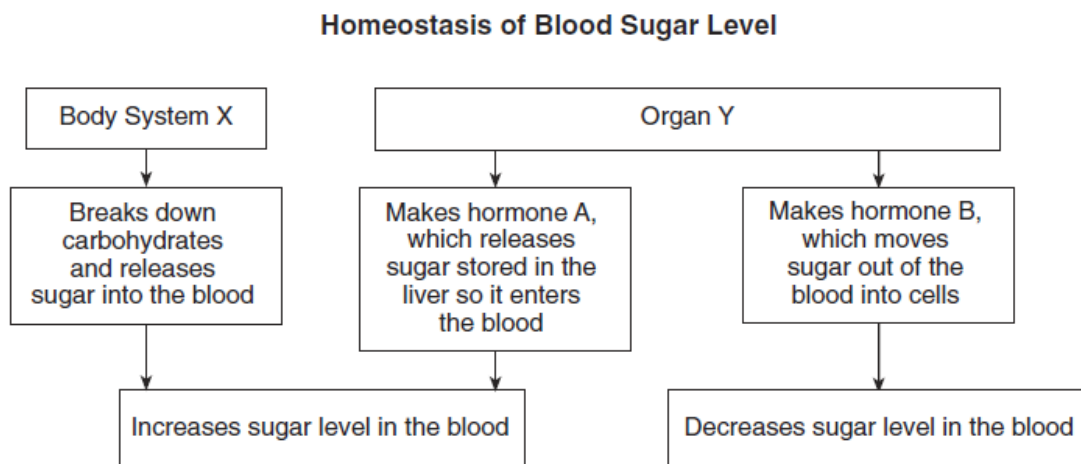 Homeostasis of Blood Sugar Level
Body System X
Organ Y
Breaks down
carbohydrates
and releases
sugar into the blood
Makes hormone A,
which releases
sugar stored in the
liver so it enters
the blood
Makes hormone B,
which moves
sugar out of the
blood into cells
Increases sugar level in the blood
Decreases sugar level in the blood